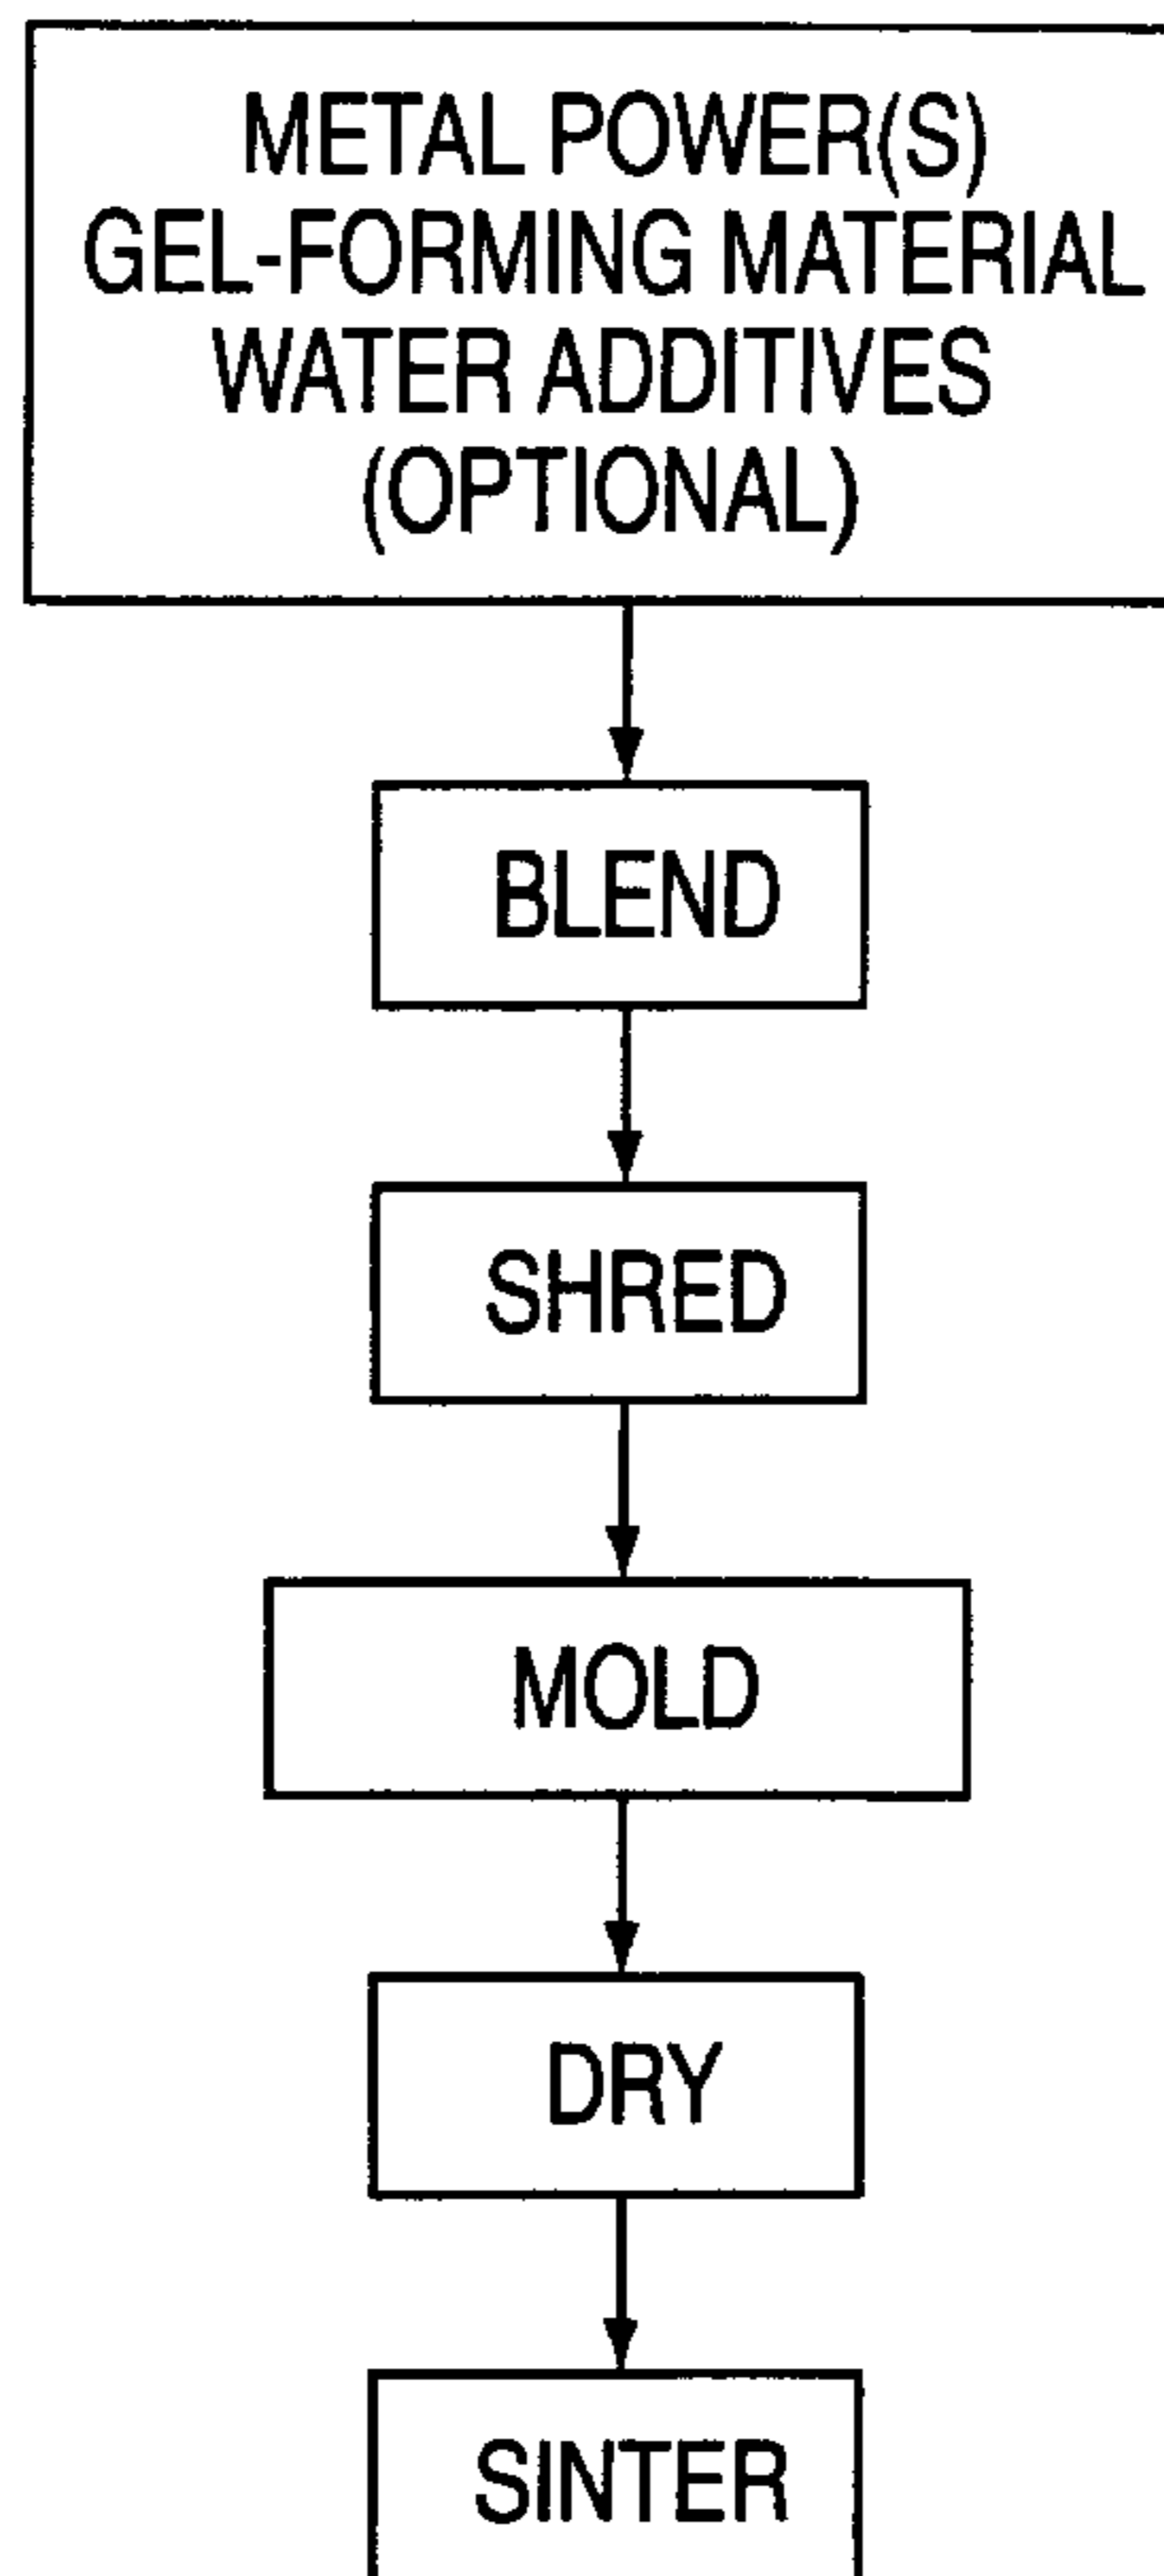 METAL POWER(S)
GEL-FORMING MATERIAL
WATER ADDITIVES
(OPTIONAL)
BLEND
SHRED
MOLD
DRY
SINTER